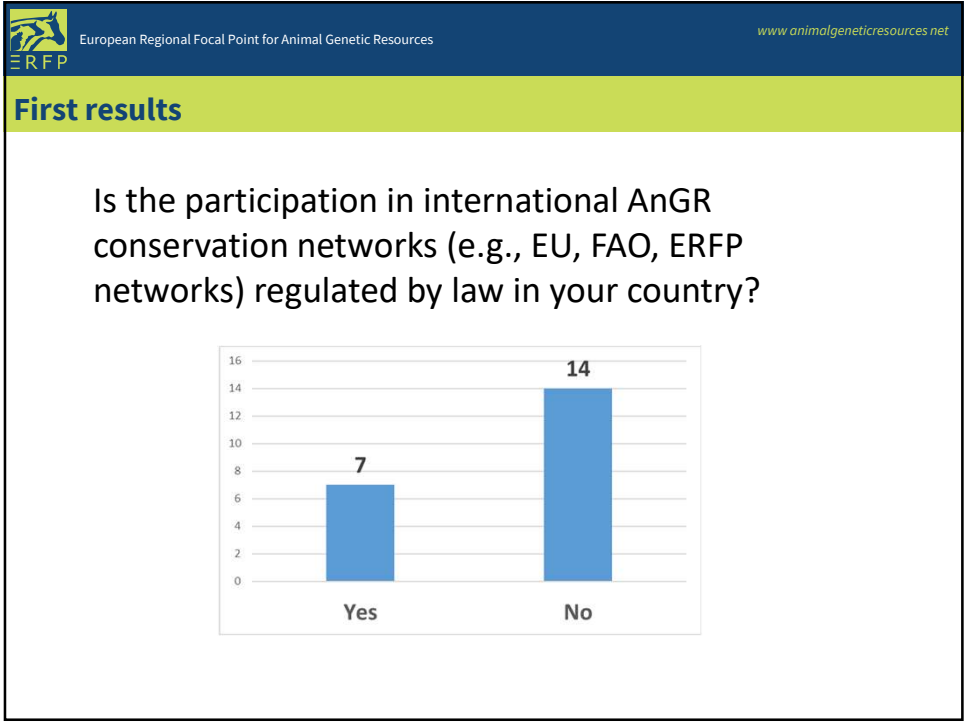 European Regional Focal Point for Animal Genetic Resources
www animalgeneticresources net
ERFP
First results
Is the participation in international AnGR
conservation networks (e.g., EU, FAO, ERFP
networks) regulated by law in your country?
16
14
12
10
8
6
4
2
0
7
14
Yes
No